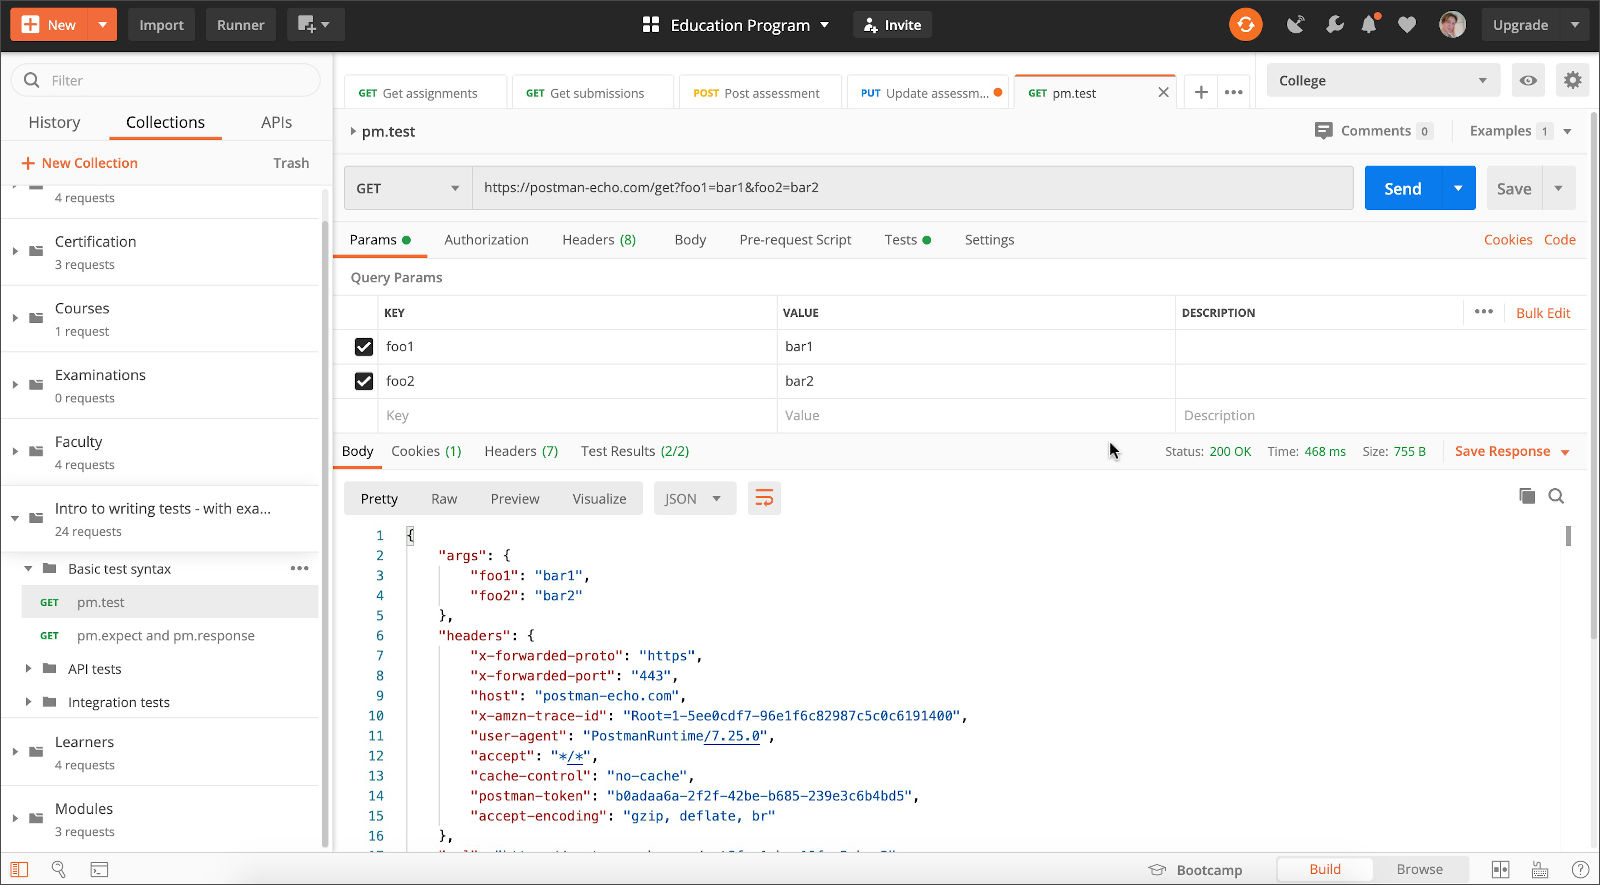 New
Import
Runner
Education Program
Invite
Upgrade
Filter
GET Get assignments
GET Get submissions
POST Post assessment
PUT Update assessm...
GET pm.test
College
History
Collections
APIs
pm.test
Comments 0
Examples 1
New Collection
Trash
GET
https://postman-echo.com/get?foo1=bar1&foo2=bar2
Send
Save
4 requests
Certification
3 requests
Courses
1 request
Examinations
0 requests
Faculty
4 requests
Intro to writing tests - with exa...
24 requests
Basic test syntax
GET pm.test
GET pm.expect and pm.response
API tests
Integration tests
Learners
4 requests
Modules
3 requests
Params
Authorization
Headers (8)
Body
Pre-request Script
Tests
Settings
Cookies
Code
Query Params
KEY
VALUE
DESCRIPTION
Bulk Edit
foo1
bar1
foo2
bar2
Key
Value
Description
Body
Cookies (1)
Headers (7)
Test Results (2/2)
Status: 200 OK
Time: 468 ms
Size: 755 B
Save Response
Pretty
Raw
Preview
Visualize
JSON
1 {
2 "args": {
3 "foo1": "bar1",
4 "foo2": "bar2"
5 },
6 "headers": {
7 "x-forwarded-proto": "https",
8 "x-forwarded-port": "443",
9 "host": "postman-echo.com",
10 "x-amzn-trace-id": "Root=1-5ee0cdf7-96e1f6c82987c5c0c6191400",
11 "user-agent": "PostmanRuntime/7.25.0",
12 "accept": "*/*",
13 "cache-control": "no-cache",
14 "postman-token": "b0adaa6a-2f2f-42be-b685-239e3c6b4bd5",
15 "accept-encoding": "gzip, deflate, br"
16 },
Bootcamp
Build
Browse